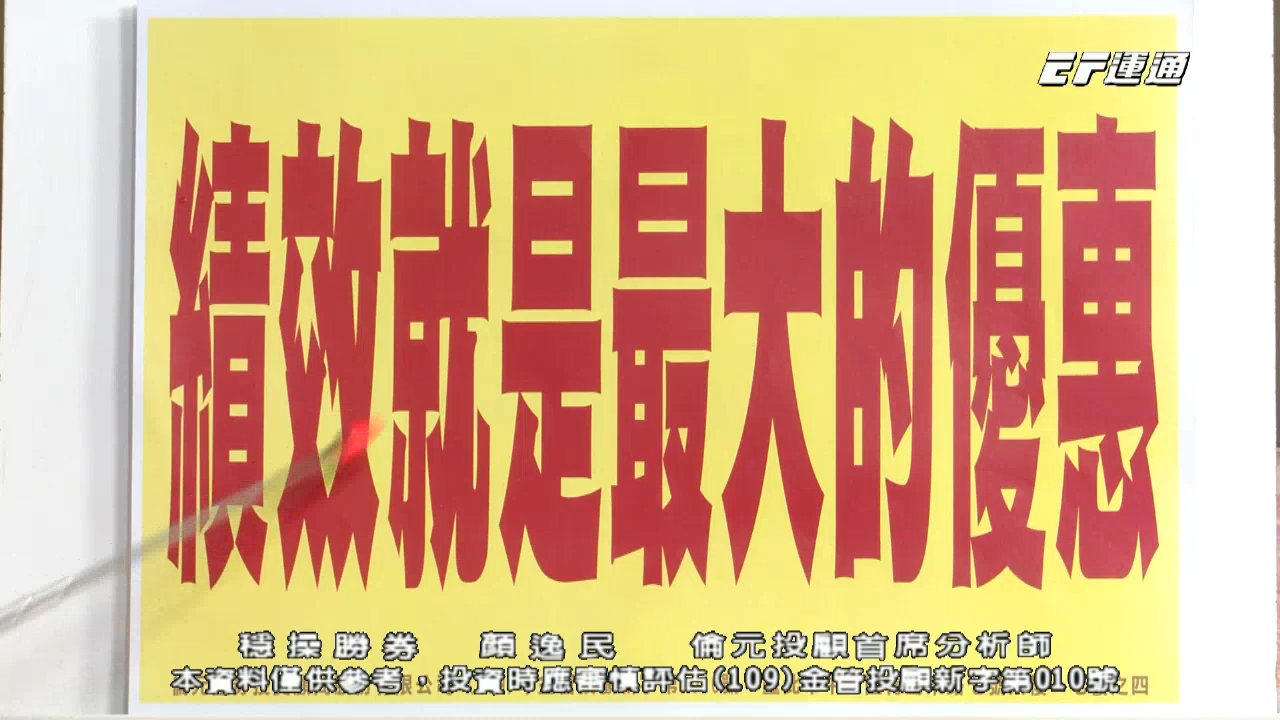 EF運通
績效就是最大的優惠
穩操勝券 顏逸民 倫元投顧首席分析師
本資料僅供參考，投資時應審慎評估(109)金管投顧新字第010號